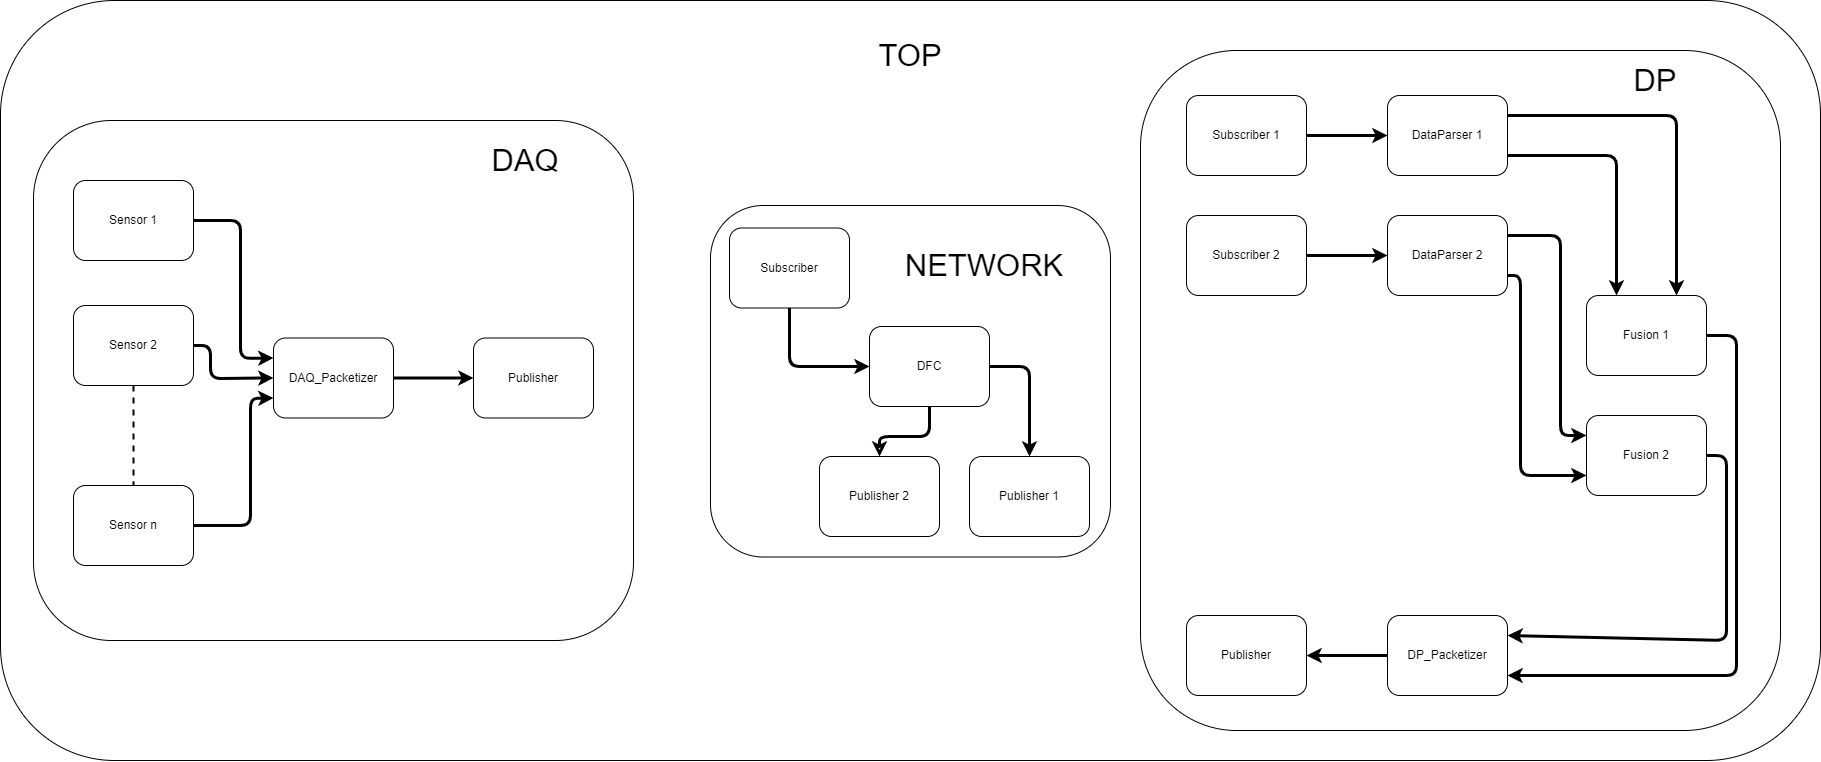 TOP
DAQ
Sensor 1
Sensor 2
Sensor n
DAQ_Packetizer
Publisher
NETWORK
Subscriber
DFC
Publisher 2
Publisher 1
DP
Subscriber 1
DataParser 1
Subscriber 2
DataParser 2
Fusion 1
Fusion 2
Publisher
DP_Packetizer